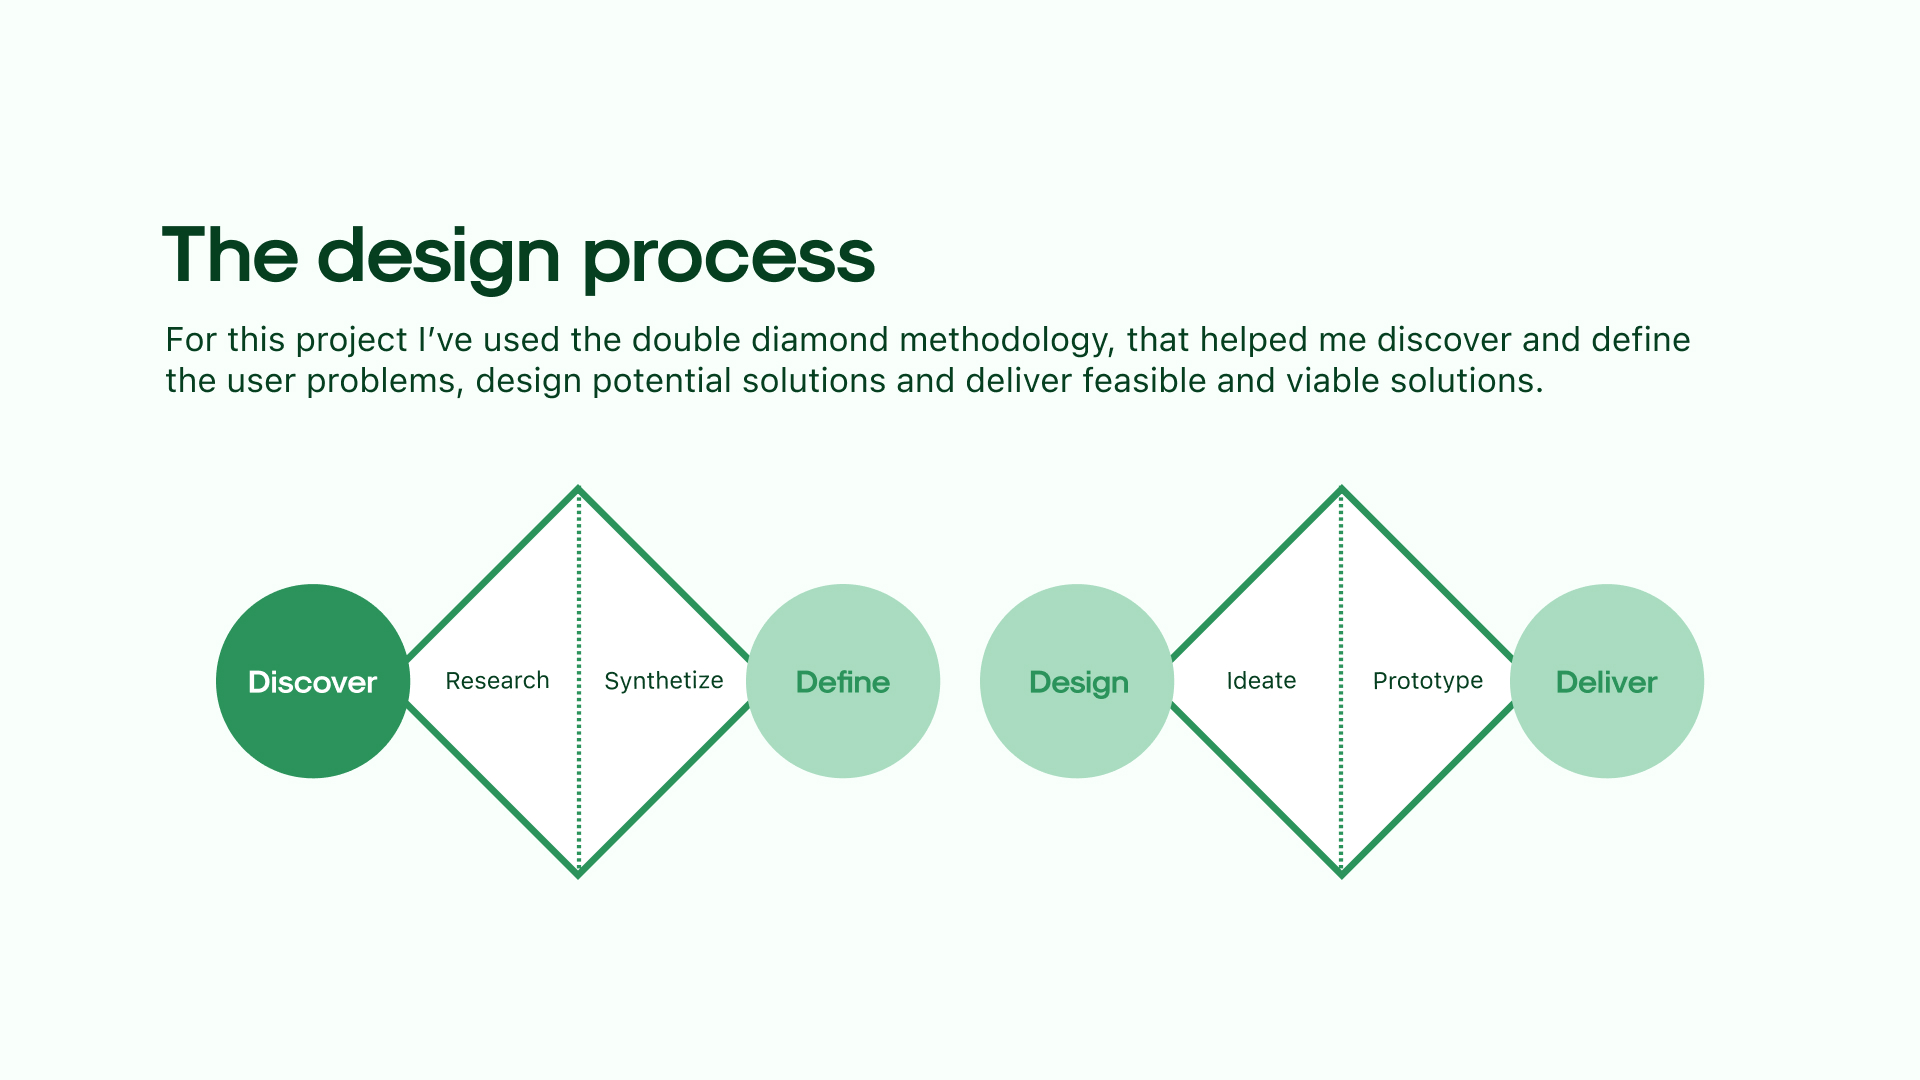 The design process
For this project I’ve used the double diamond methodology, that helped me discover and define
the user problems, design potential solutions and deliver feasible and viable solutions.
Discover
Research
Synthetize
Define
Design
Ideate
Prototype
Deliver